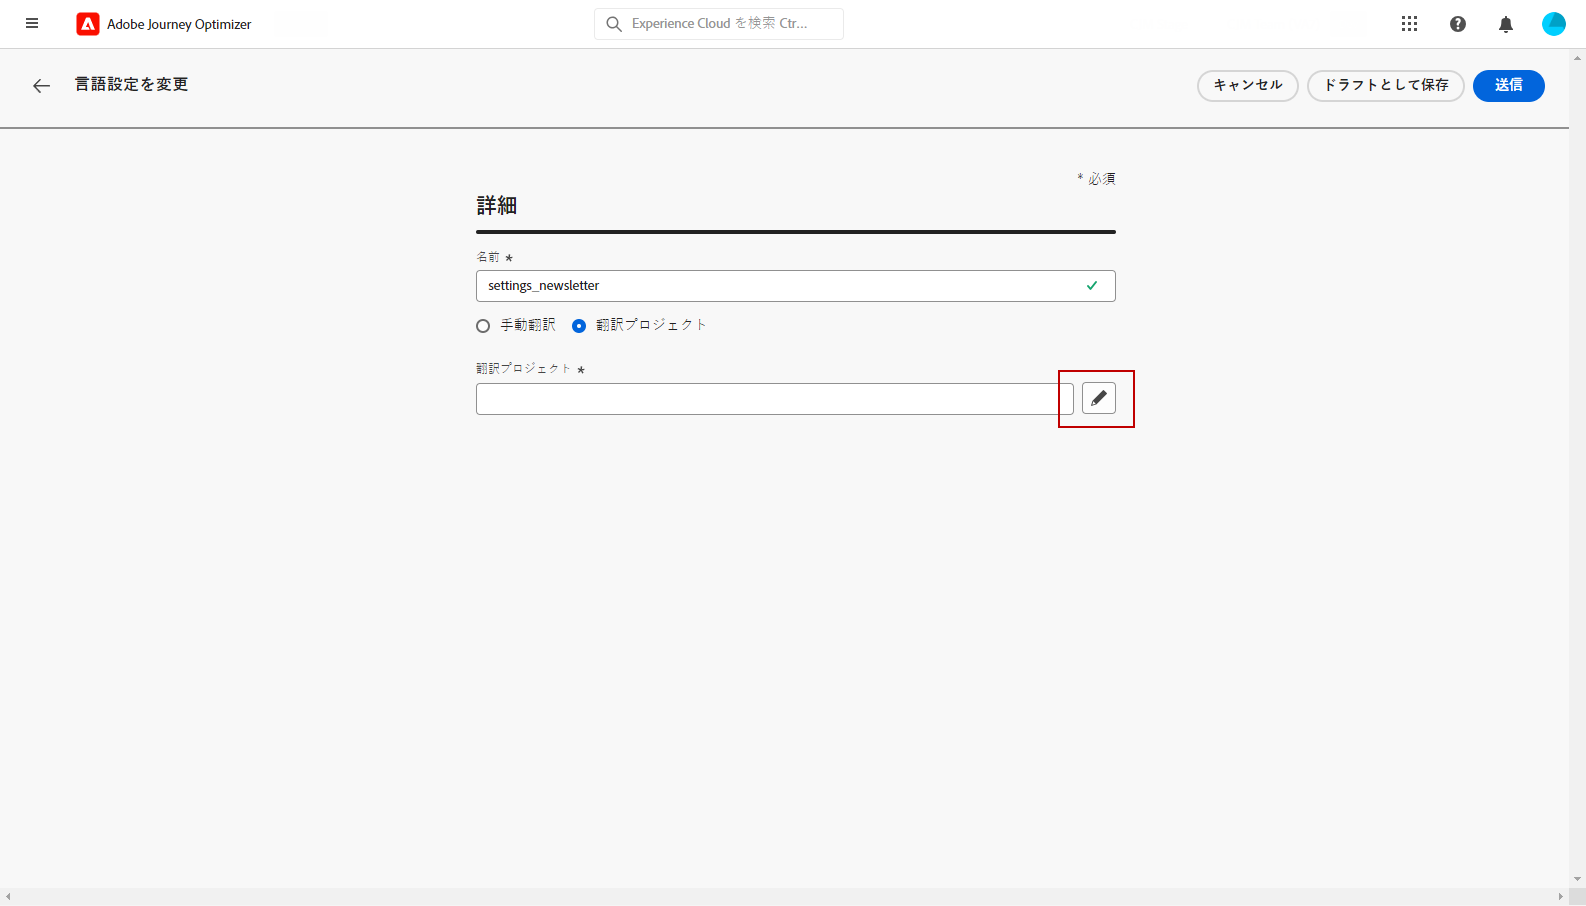 Adobe Journey Optimizer
Experience Cloud を検索 Ctr...
言語設定を変更
キャンセル
ドラフトとして保存
送信
* 必須
詳細
名前 *
settings_newsletter
手動翻訳
翻訳プロジェクト
翻訳プロジェクト *